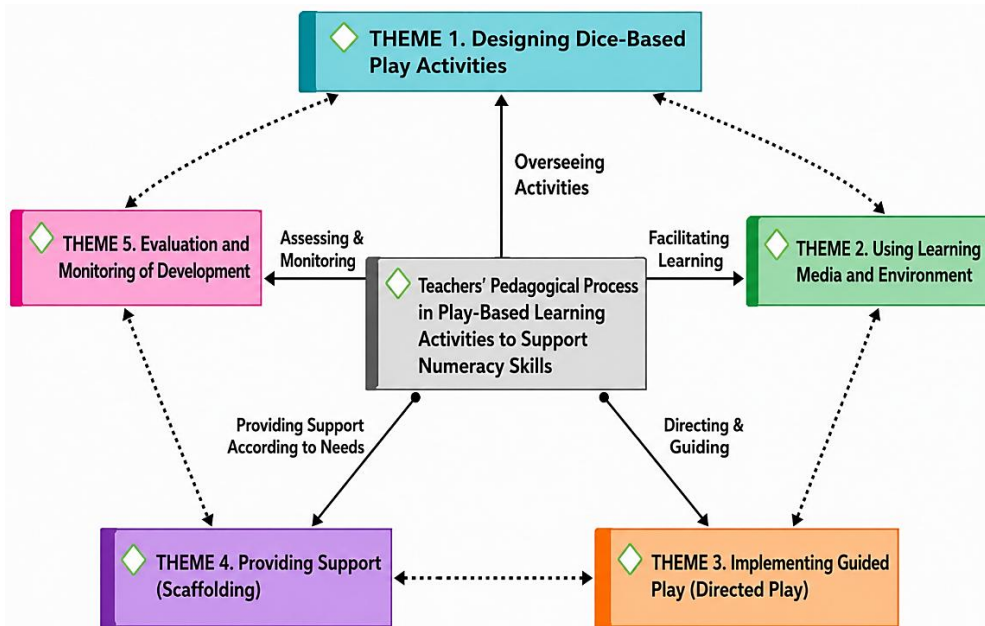 THEME 1. Designing Dice-Based
Play Activities
Overseeing
Activities
THEME 5. Evaluation and
Monitoring of Development
Assessing &
Monitoring
Facilitating
Learning
THEME 2. Using Learning
Media and Environment
Teachers' Pedagogical Process
in Play-Based Learning
Activities to Support
Numeracy Skills
Providing Support
According to Needs
Directing &
Guiding
THEME 4. Providing Support
(Scaffolding)
THEME 3. Implementing Guided
Play (Directed Play)